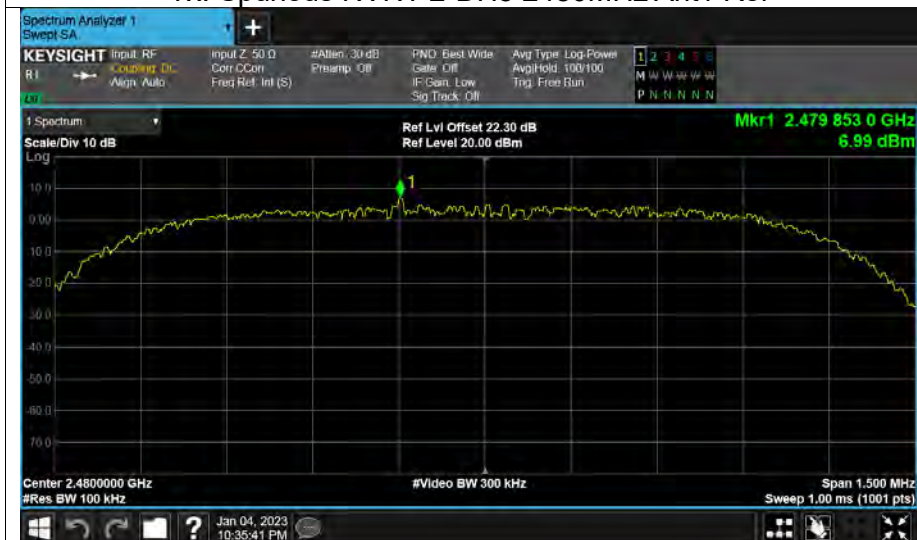 Spectrum Analyzer 1
Swept SA
+
KEYSIGHT
Input: RF
Coupling: DC
Align: Auto
Input Z: 50 Ω
Corr CCorr
Freq Ref: Int (S)
#Atten: 30 dB
Preamp: Off
PNO: Best Wide
Gate: Off
IF Gain: Low
Sig Track: Off
Avg Type: Log-Power
Avg|Hold: 100/100
Trig: Free Run
1 2 3 4 5 6
M W W W W W
P N N N N N
1 Spectrum
Scale/Div 10 dB
Log
Ref Lvl Offset 22.30 dB
Ref Level 20.00 dBm
Mkr1 2.479 853 0 GHz
6.99 dBm
1
10.0
0.00
-10.0
-20.0
-30.0
-40.0
-50.0
-60.0
-70.0
Center 2.4800000 GHz
#Res BW 100 kHz
#Video BW 300 kHz
Span 1.500 MHz
Sweep 1.00 ms (1001 pts)
?
Jan 04, 2023
10:35:41 PM